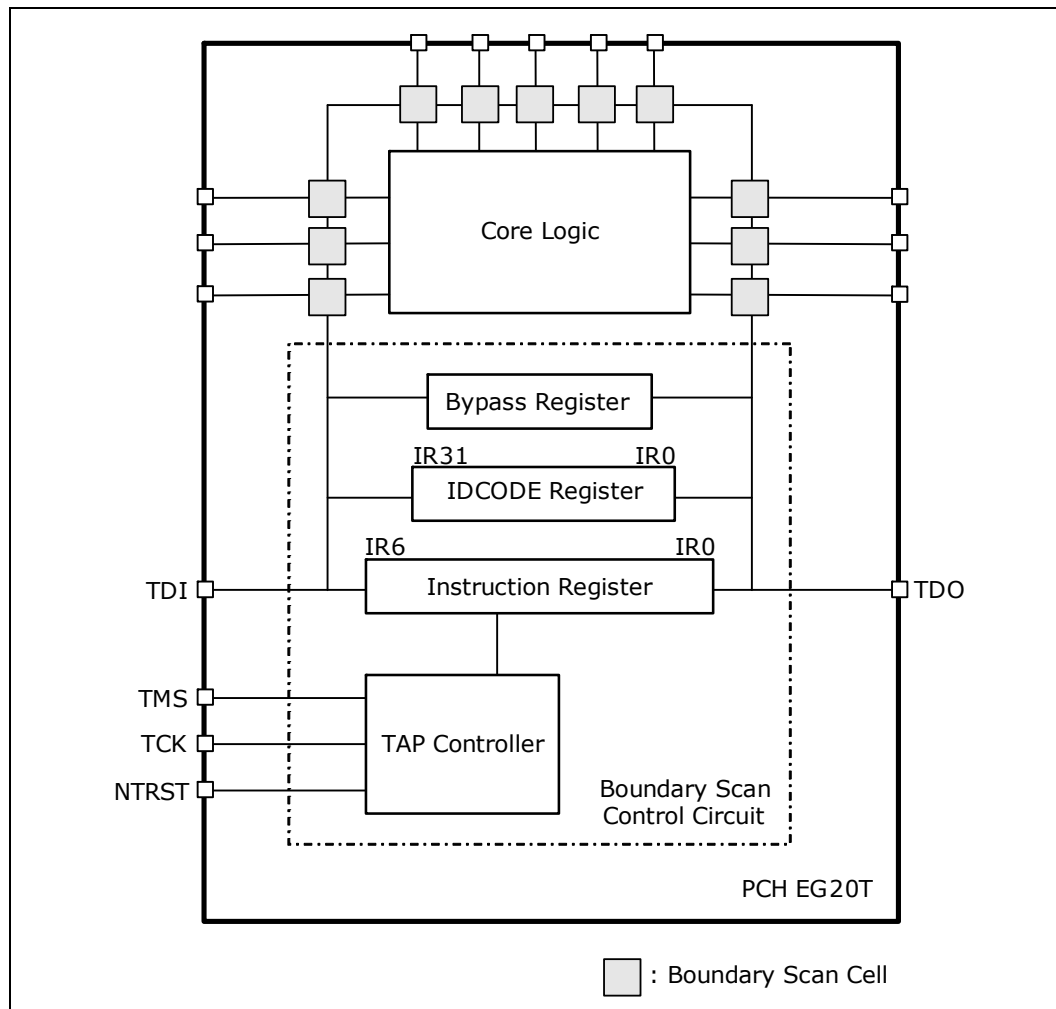 Core Logic
Bypass Register
IR31 IR0
IDCODE Register
IR6 IR0
TDI Instruction Register TDO
TMS
TAP Controller
TCK
NTRST
Boundary Scan
Control Circuit
PCH EG20T
: Boundary Scan Cell